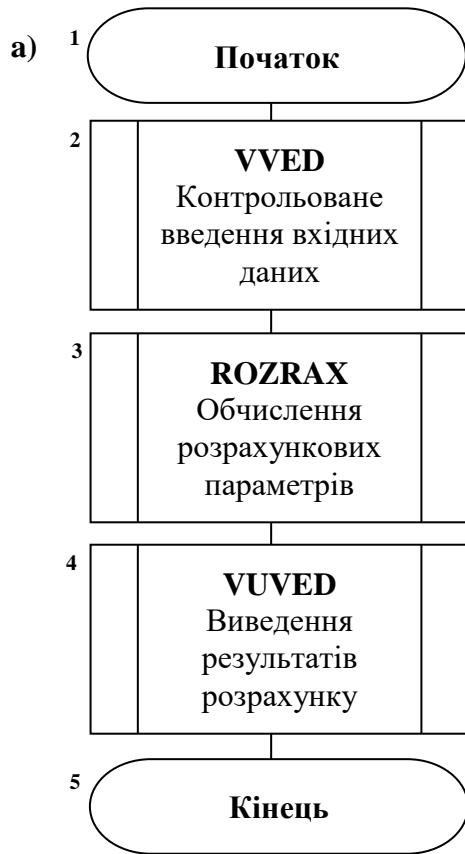 а)
1
Початок
2
VVED
Контрольоване
введення вхідних
даних
3
ROZRAX
Обчислення
розрахункових
параметрів
4
VUVED
Виведення
результатів
розрахунку
5
Кінець